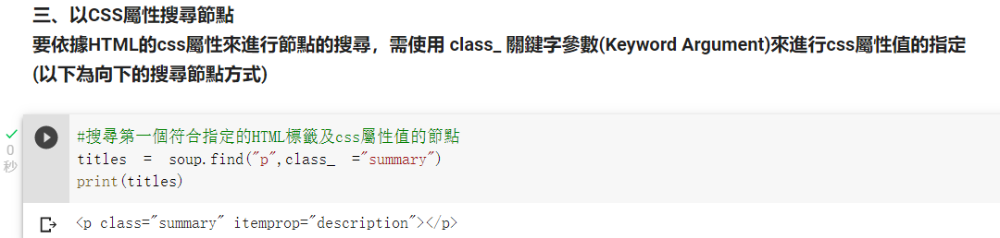 三、以CSS屬性搜尋節點
要依據HTML的css屬性來進行節點的搜尋，需使用 class_ 關鍵字參數(Keyword Argument)來進行css屬性值的指定
(以下為向下的搜尋節點方式)
#搜尋第一個符合指定的HTML標籤及css屬性值的節點
0
titles = soup.find("p",class_ ="summary")
秒
print(titles)
<p class="summary" itemprop="description"></p>